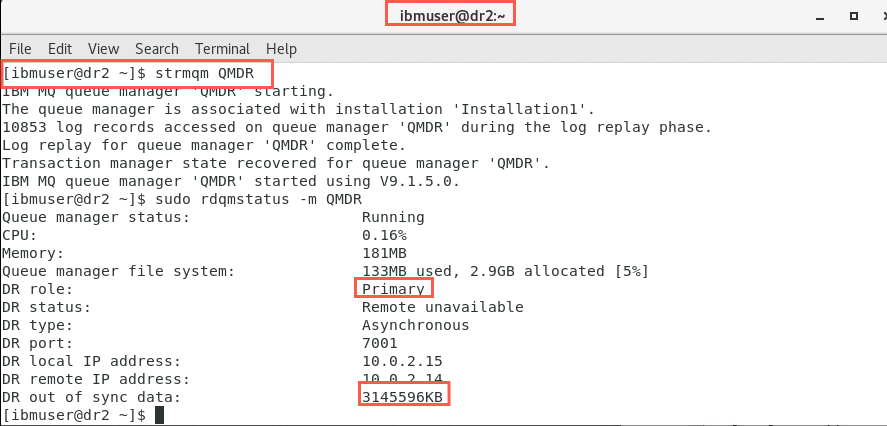 ibmuser@dr2:~
File Edit View Search Terminal Help
[ibmuser@dr2 ~]$ strmqm QMDR
IBM MQ queue manager 'QMDR' starting.
The queue manager is associated with installation 'Installation1'.
10853 log records accessed on queue manager 'QMDR' during the log replay phase.
Log replay for queue manager 'QMDR' complete.
Transaction manager state recovered for queue manager 'QMDR'.
IBM MQ queue manager 'QMDR' started using V9.1.5.0.
[ibmuser@dr2 ~]$ sudo rdqmstatus -m QMDR
Queue manager status: Running
CPU: 0.16%
Memory: 181MB
Queue manager file system: 133MB used, 2.9GB allocated [5%]
DR role: Primary
DR status: Remote unavailable
DR type: Asynchronous
DR port: 7001
DR local IP address: 10.0.2.15
DR remote IP address: 10.0.2.14
DR out of sync data: 3145596KB
[ibmuser@dr2 ~]$